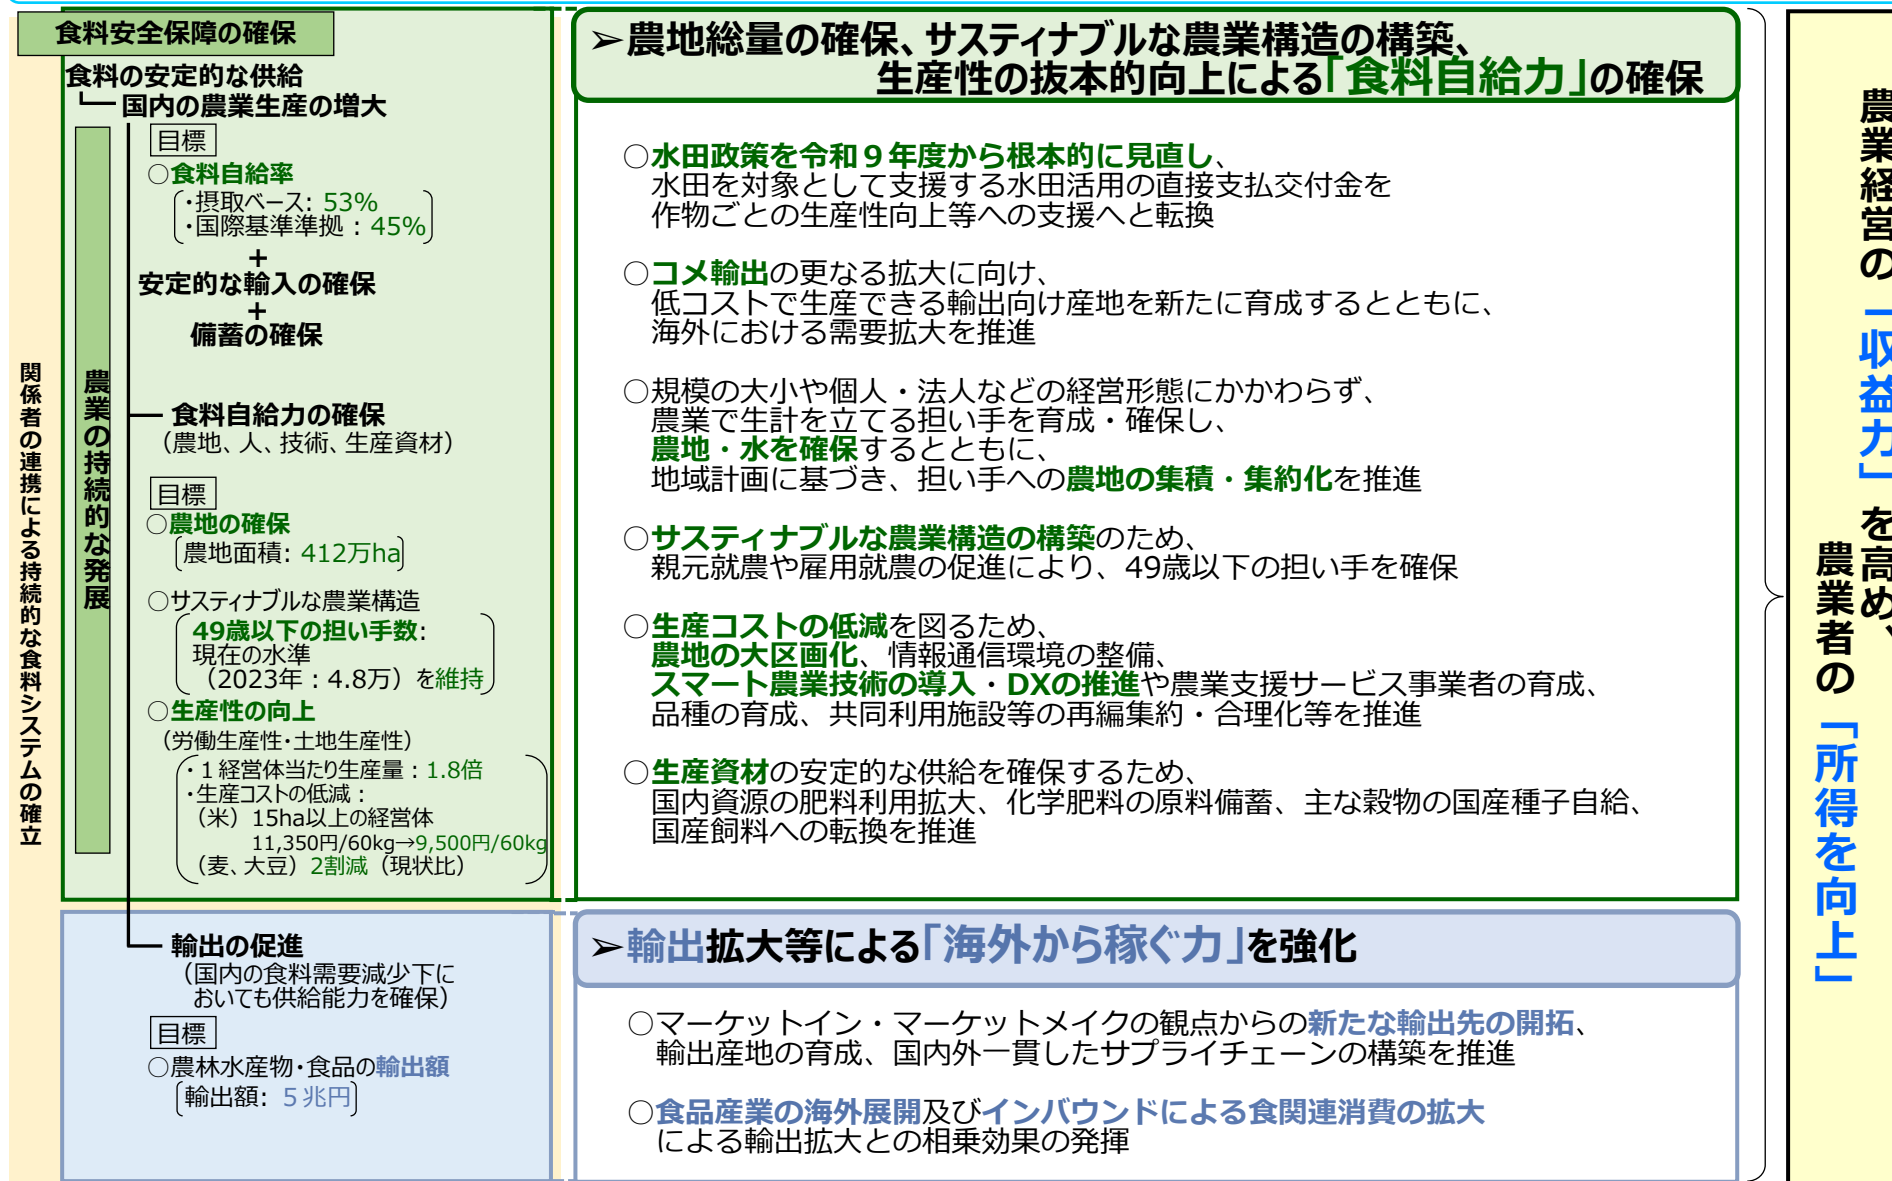 食料安全保障の確保
食料の安定的な供給
国内の農業生産の増大
目標
○食料自給率
・摂取ベース: 53%
・国際基準準拠：45%
+
安定的な輸入の確保
+
備蓄の確保
食料自給力の確保
（農地、人、技術、生産資材）
目標
○農地の確保
農地面積: 412万ha
○サスティナブルな農業構造
49歳以下の担い手数:
現在の水準
（2023年：4.8万）を維持
○生産性の向上
（労働生産性・土地生産性）
・１経営体当たり生産量：1.8倍
・生産コストの低減：
（米）15ha以上の経営体
11,350円/60kg→9,500円/60kg
（麦、大豆）2割減（現状比）
輸出の促進
（国内の食料需要減少下に
おいても供給能力を確保）
目標
○農林水産物・食品の輸出額
輸出額: ５兆円
関係者の連携による持続的な食料システムの確立
農業の持続的な発展
➢農地総量の確保、サスティナブルな農業構造の構築、
生産性の抜本的向上による「食料自給力」の確保
○水田政策を令和９年度から根本的に見直し、
水田を対象として支援する水田活用の直接支払交付金を
作物ごとの生産性向上等への支援へと転換
○コメ輸出の更なる拡大に向け、
低コストで生産できる輸出向け産地を新たに育成するとともに、
海外における需要拡大を推進
○規模の大小や個人・法人などの経営形態にかかわらず、
農業で生計を立てる担い手を育成・確保し、
農地・水を確保するとともに、
地域計画に基づき、担い手への農地の集積・集約化を推進
○サスティナブルな農業構造の構築のため、
親元就農や雇用就農の促進により、49歳以下の担い手を確保
○生産コストの低減を図るため、
農地の大区画化、情報通信環境の整備、
スマート農業技術の導入・DXの推進や農業支援サービス事業者の育成、
品種の育成、共同利用施設等の再編集約・合理化等を推進
○生産資材の安定的な供給を確保するため、
国内資源の肥料利用拡大、化学肥料の原料備蓄、主な穀物の国産種子自給、
国産飼料への転換を推進
➢輸出拡大等による「海外から稼ぐ力」を強化
○マーケットイン・マーケットメイクの観点からの新たな輸出先の開拓、
輸出産地の育成、国内外一貫したサプライチェーンの構築を推進
○食品産業の海外展開及びインバウンドによる食関連消費の拡大
による輸出拡大との相乗効果の発揮
農業経営の「収益力」を高め、
農業者の「所得を向上」